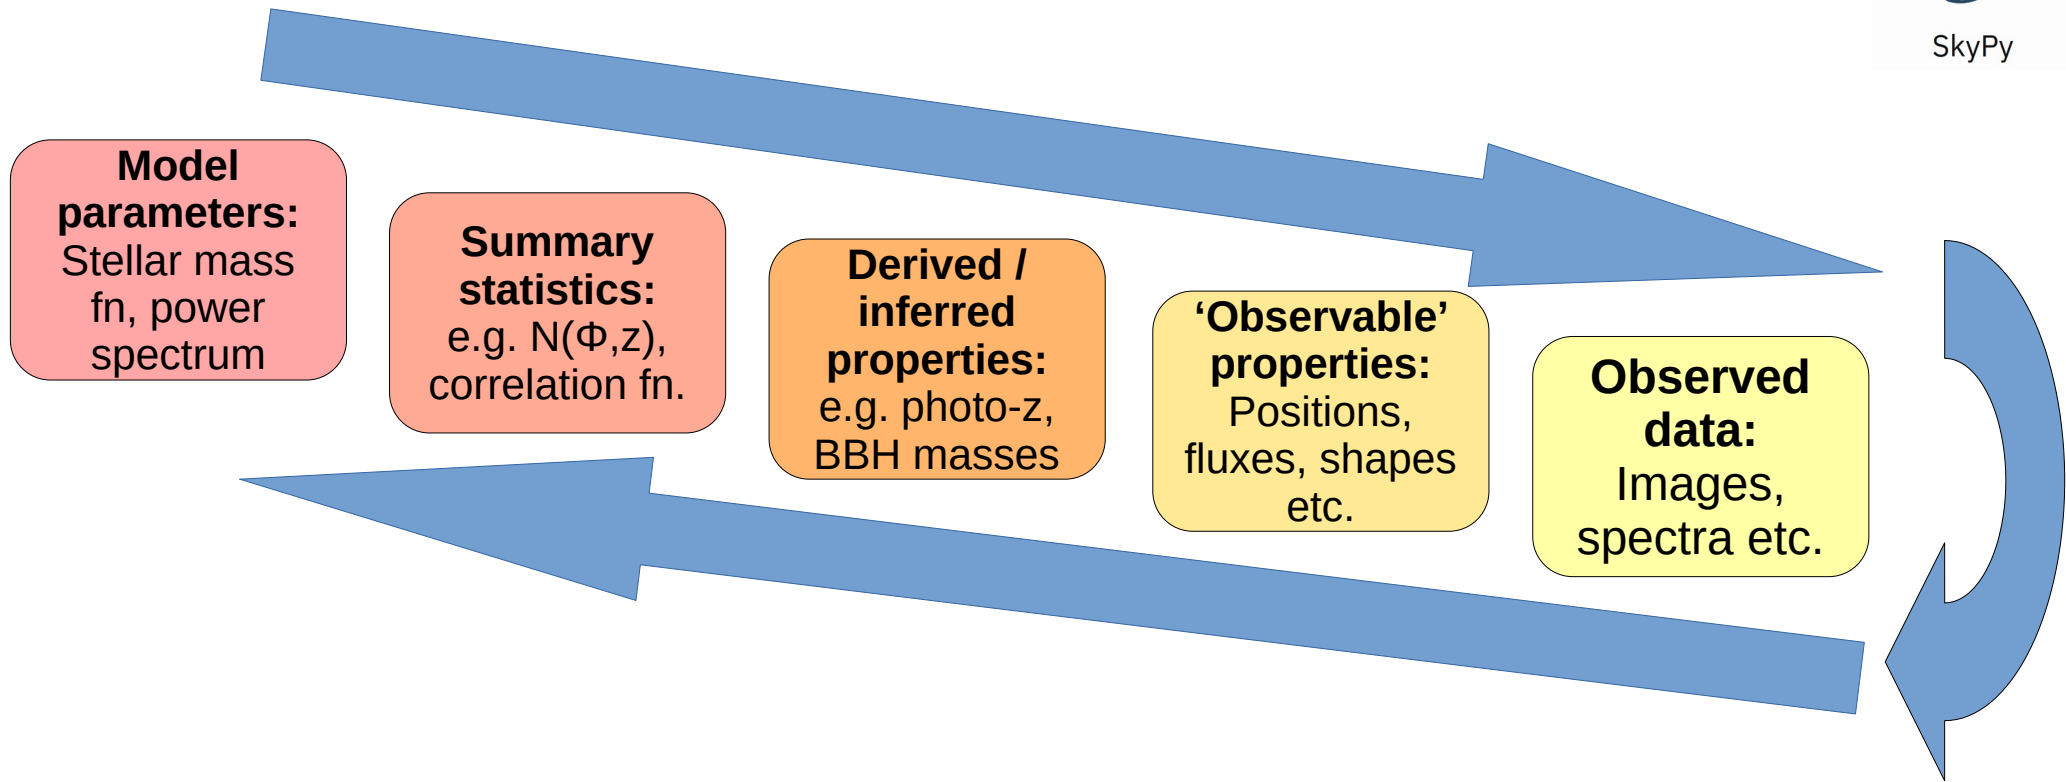 SkyPy
Model
parameters:
Stellar mass
fn, power
spectrum
Summary
statistics:
e.g. N(Φ,z),
correlation fn.
Derived /
inferred
properties:
e.g. photo-z,
BBH masses
‘Observable’
properties:
Positions,
fluxes, shapes
etc.
Observed
data:
Images,
spectra etc.